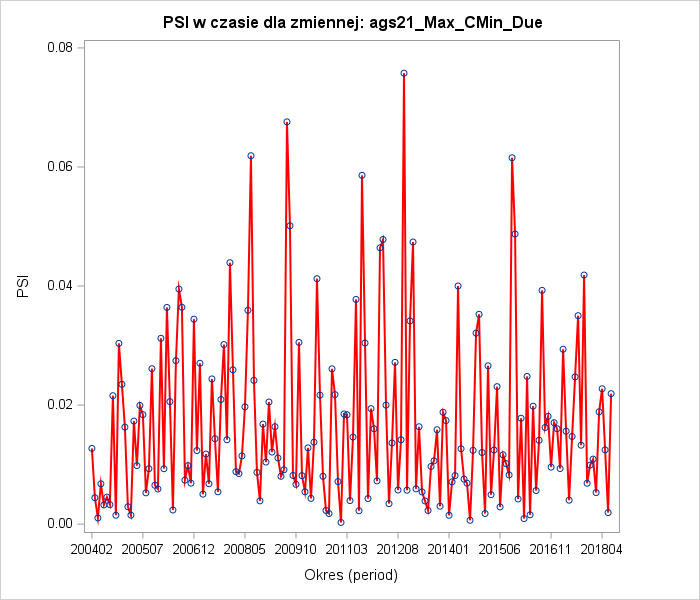 PSI w czasie dla zmiennej: ags21_Max_CMin_Due
0.08
0.06
0.04
0.02
0.00
PSI
200402 200507 200612 200805 200910 201103 201208 201401 201506 201611 201804
Okres (period)